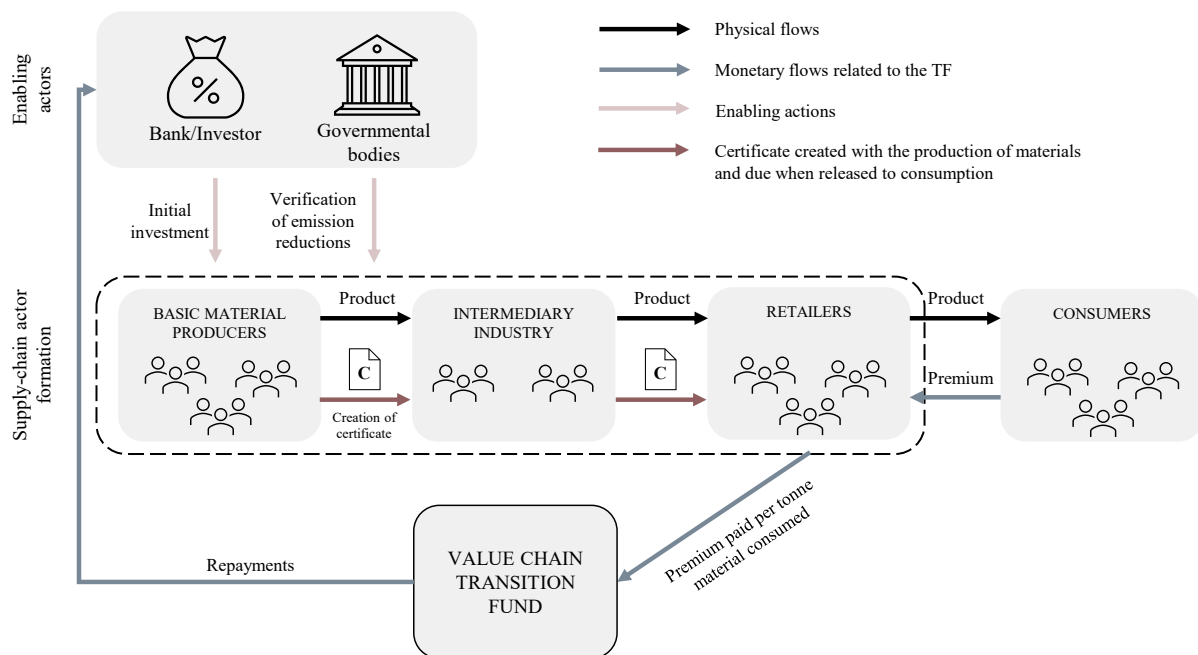 Enabling
actors
%
Bank/Investor
Governmental
bodies
Physical flows
Monetary flows related to the TF
Enabling actions
Certificate created with the production of materials
and due when released to consumption
Initial
investment
Verification
of emission
reductions
Supply-chain actor
formation
BASIC MATERIAL
PRODUCERS
Product
C
Creation of
certificate
INTERMEDIARY
INDUSTRY
Product
C
RETAILERS
Product
Premium
CONSUMERS
Premium paid per tonne
material consumed
VALUE CHAIN
TRANSITION
FUND
Repayments